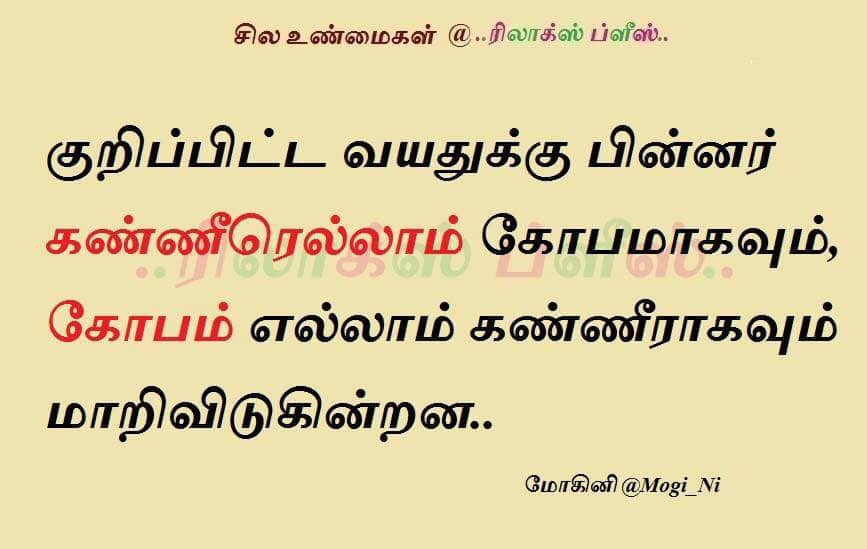 சில உண்மைகள் @ ..ரிலாக்ஸ் ப்ளீஸ்..
குறிப்பிட்ட வயதுக்கு பின்னர்
கண்ணீரெல்லாம் கோபமாகவும்,
..ரிலாக்ஸ் ப்ளீஸ்..
கோபம் எல்லாம் கண்ணீராகவும்
மாறிவிடுகின்றன..
மோகினி @Mogi_Ni